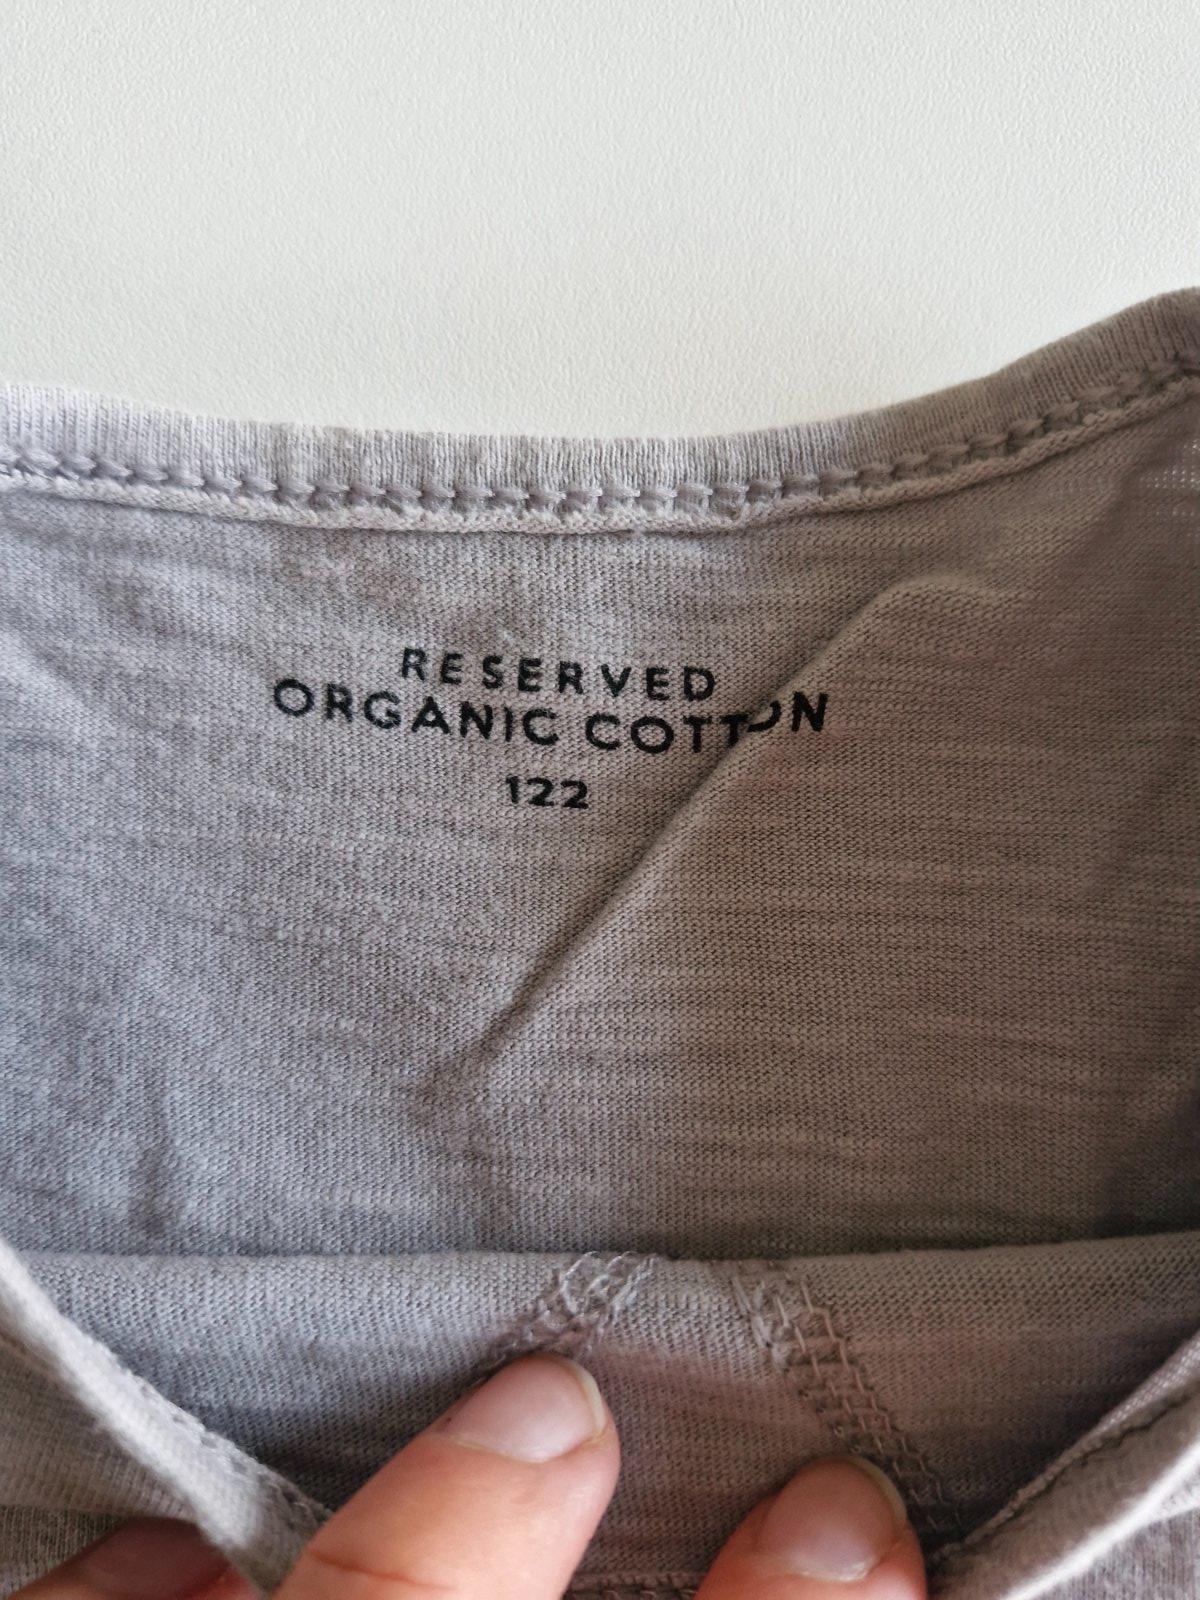 RESERVED
ORGANIC COTTON
122